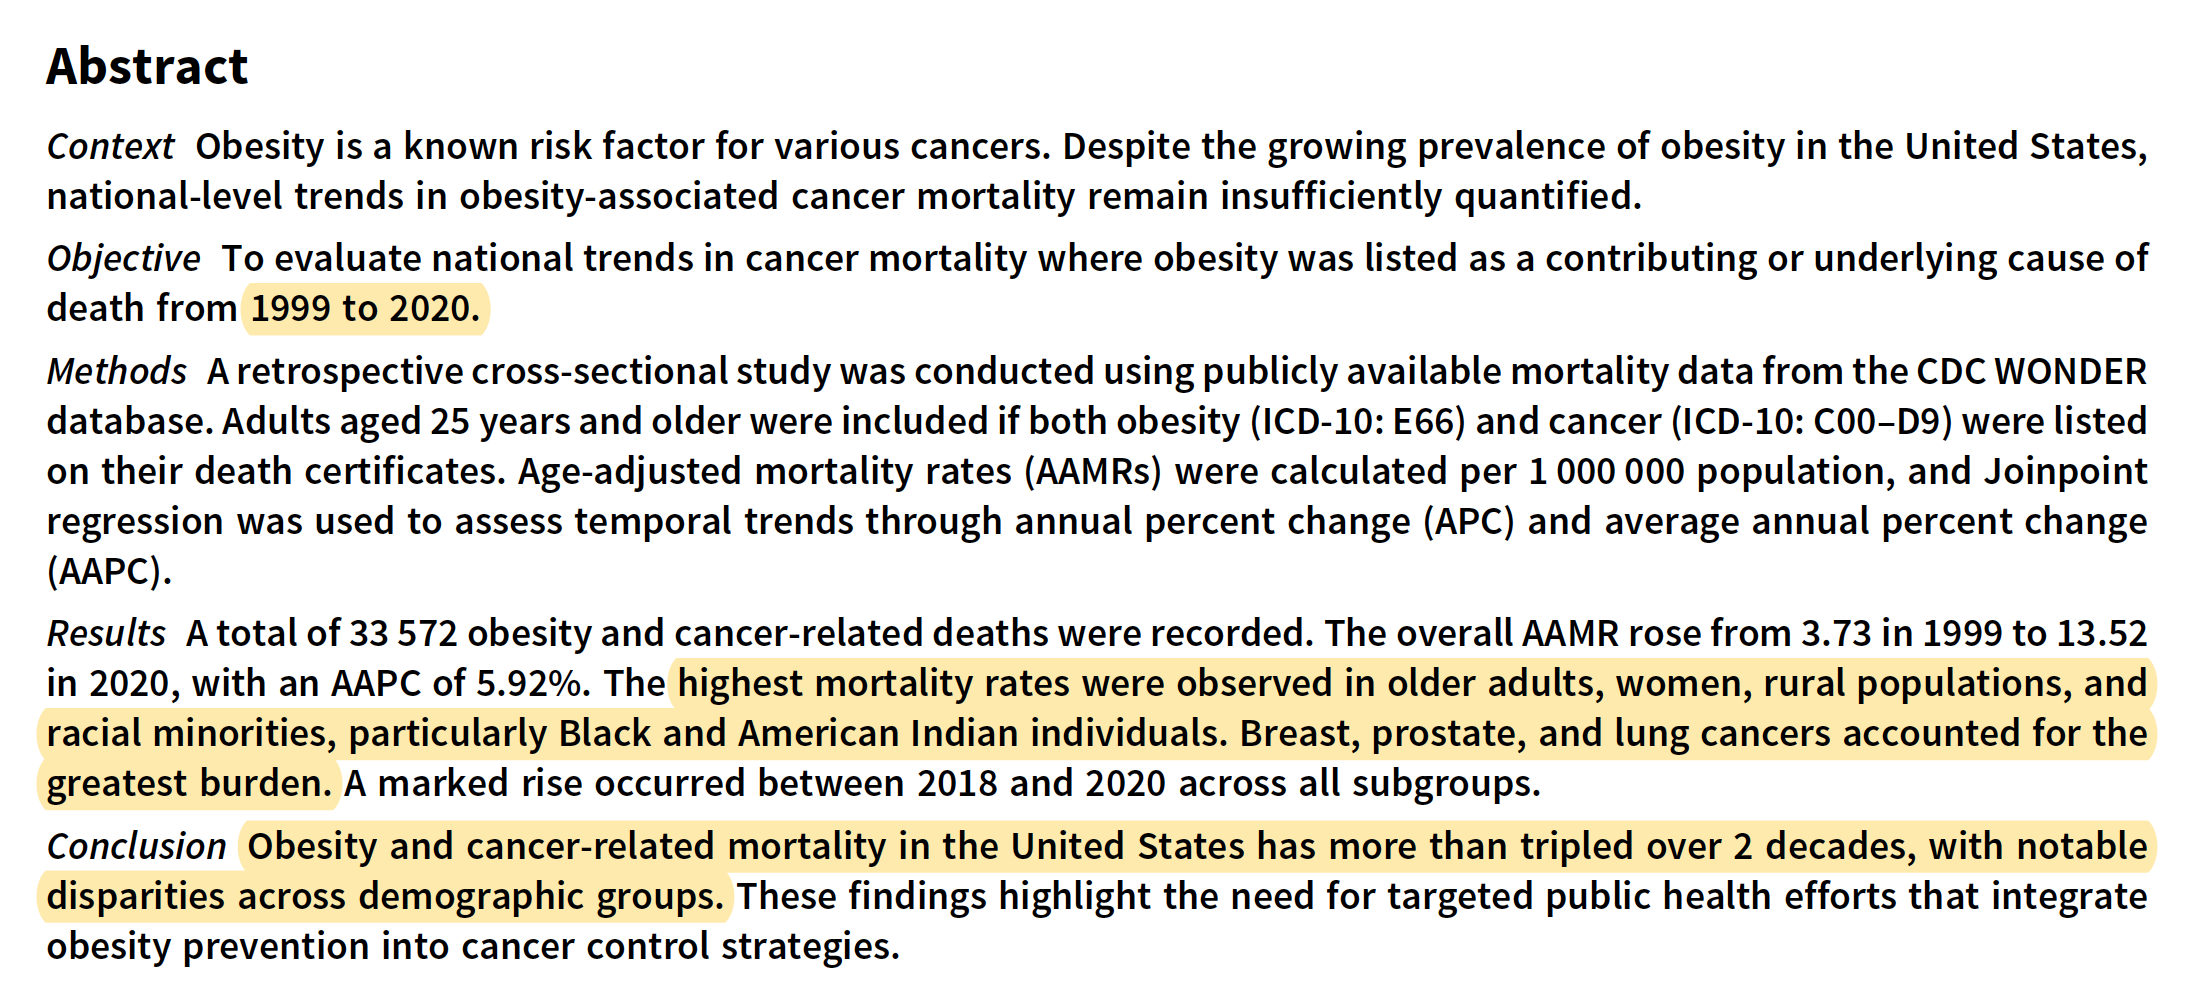 Abstract
Context Obesity is a known risk factor for various cancers. Despite the growing prevalence of obesity in the United States,
national-level trends in obesity-associated cancer mortality remain insufficiently quantified.
Objective To evaluate national trends in cancer mortality where obesity was listed as a contributing or underlying cause of
death from 1999 to 2020.
Methods A retrospective cross-sectional study was conducted using publicly available mortality data from the CDC WONDER
database. Adults aged 25 years and older were included if both obesity (ICD-10: E66) and cancer (ICD-10: C00–D9) were listed
on their death certificates. Age-adjusted mortality rates (AAMRs) were calculated per 1 000 000 population, and Joinpoint
regression was used to assess temporal trends through annual percent change (APC) and average annual percent change
(AAPC).
Results A total of 33 572 obesity and cancer-related deaths were recorded. The overall AAMR rose from 3.73 in 1999 to 13.52
in 2020, with an AAPC of 5.92%. The highest mortality rates were observed in older adults, women, rural populations, and
racial minorities, particularly Black and American Indian individuals. Breast, prostate, and lung cancers accounted for the
greatest burden. A marked rise occurred between 2018 and 2020 across all subgroups.
Conclusion Obesity and cancer-related mortality in the United States has more than tripled over 2 decades, with notable
disparities across demographic groups. These findings highlight the need for targeted public health efforts that integrate
obesity prevention into cancer control strategies.